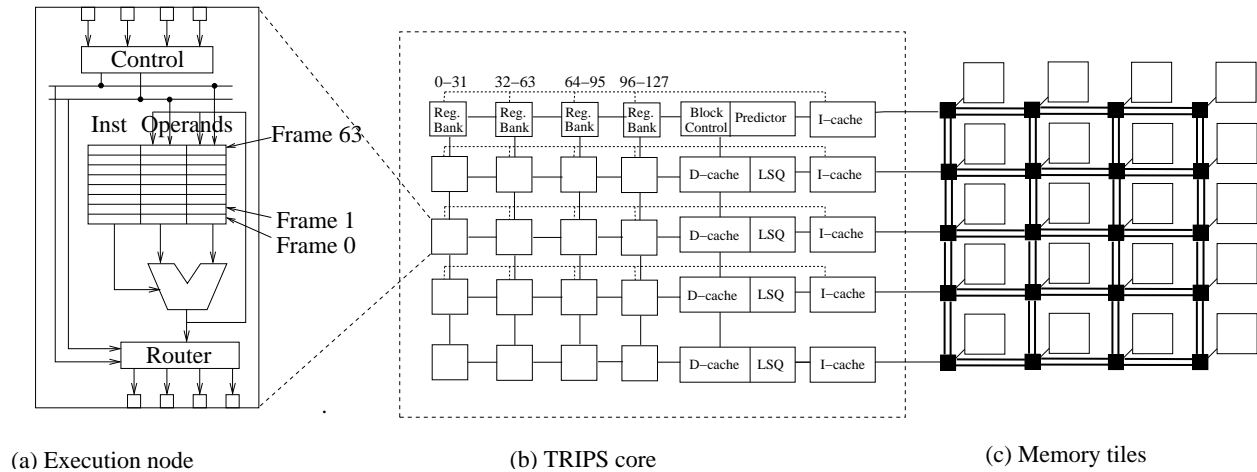 Control
Inst Operands
Frame 63
Frame 1
Frame 0
Router
(a) Execution node
0-31 32-63 64-95 96-127
Reg. Bank
Reg. Bank
Reg. Bank
Reg. Bank
Block Control
Predictor
I-cache
D-cache LSQ I-cache
D-cache LSQ I-cache
D-cache LSQ I-cache
D-cache LSQ I-cache
(b) TRIPS core
(c) Memory tiles